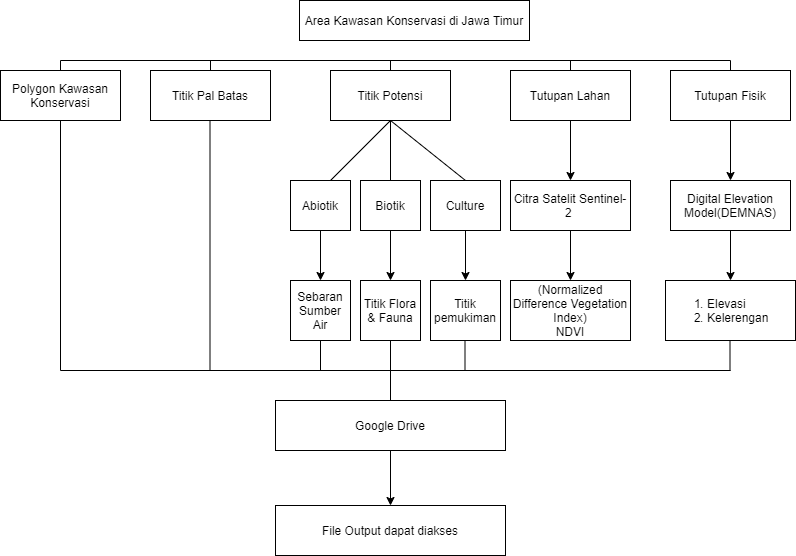 Area Kawasan Konservasi di Jawa Timur
Polygon Kawasan
Konservasi
Titik Pal Batas
Titik Potensi
Tutupan Lahan
Tutupan Fisik
Abiotik
Biotik
Culture
Citra Satelit Sentinel-
2
Digital Elevation
Model(DEMNAS)
Sebaran
Sumber
Air
Titik Flora
& Fauna
Titik
pemukiman
(Normalized
Difference Vegetation
Index)
NDVI
1. Elevasi
2. Kelerengan
Google Drive
File Output dapat diakses